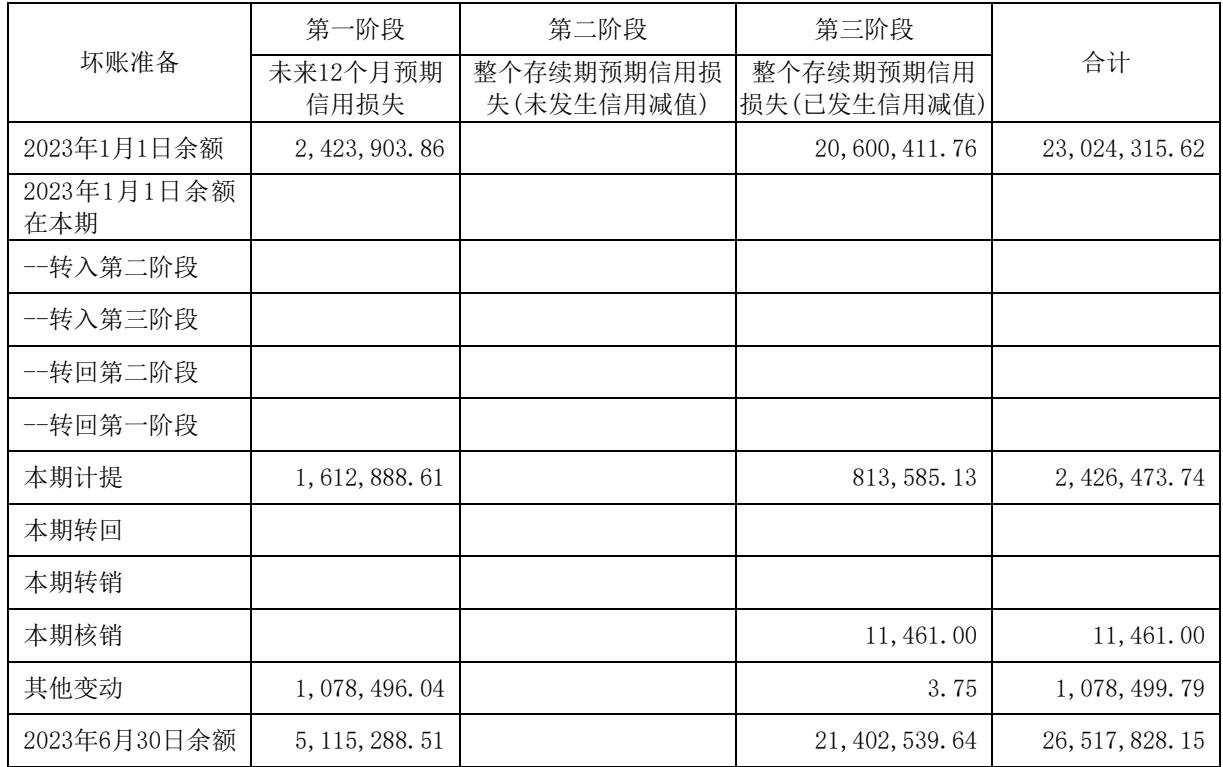 坏账准备 第一阶段 第二阶段 第三阶段 合计
未来12个月预期 整个存续期预期信用损 整个存续期预期信用
信用损失 失(未发生信用减值) 损失(已发生信用减值)
2023年1月1日余额 2,423,903.86 20,600,411.76 23,024,315.62
2023年1月1日余额
在本期
--转入第二阶段
--转入第三阶段
--转回第二阶段
--转回第一阶段
本期计提 1,612,888.61 813,585.13 2,426,473.74
本期转回
本期转销
本期核销 11,461.00 11,461.00
其他变动 1,078,496.04 3.75 1,078,499.79
2023年6月30日余额 5,115,288.51 21,402,539.64 26,517,828.15